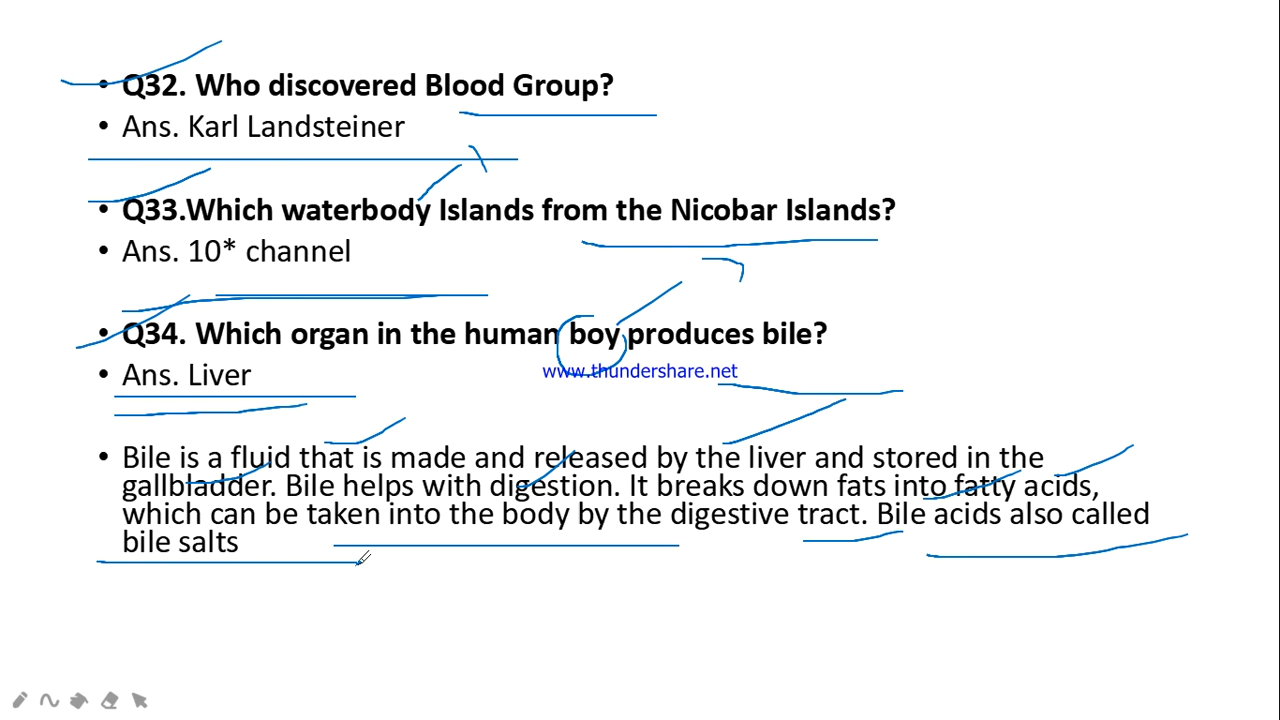 • Q32. Who discovered Blood Group?
• Ans. Karl Landsteiner
• Q33.Which waterbody Islands from the Nicobar Islands?
• Ans. 10* channel
• Q34. Which organ in the human boy produces bile?
• Ans. Liver
www.thundershare.net
• Bile is a fluid that is made and released by the liver and stored in the
gallbladder. Bile helps with digestion. It breaks down fats into fatty acids,
which can be taken into the body by the digestive tract. Bile acids also called
bile salts